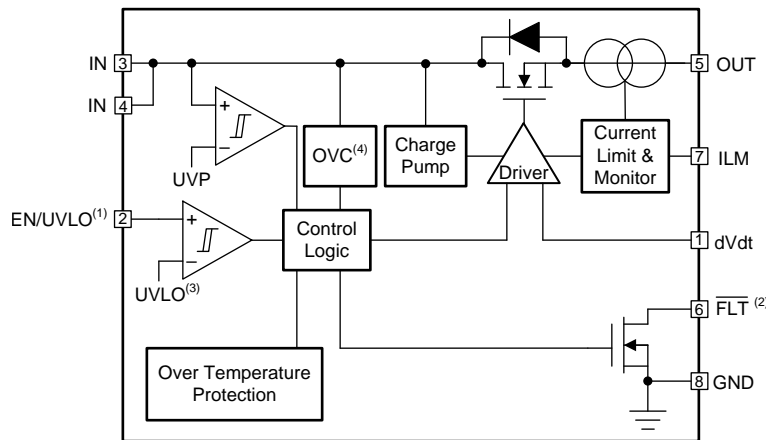 IN 3
IN 4
+
−
UVP
EN/UVLO(1) 2
+
−
UVLO(3)
OVC(4)
Charge
Pump
Driver
Current
Limit &
Monitor
Control
Logic
Over Temperature
Protection
5 OUT
7 ILM
1 dVdt
6 FLT (2)
8 GND